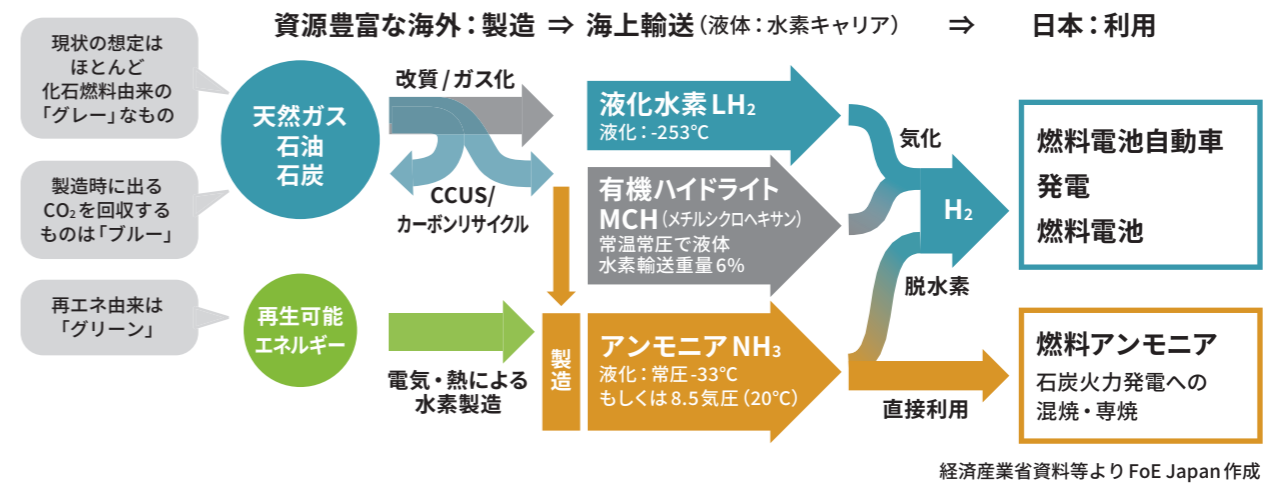 資源豊富な海外：製造 ⇒ 海上輸送（液体：水素キャリア） ⇒ 日本：利用
現状の想定は
ほとんど
化石燃料由来の
「グレー」なもの
製造時に出る
CO₂を回収する
ものは「ブルー」
再エネ由来は
「グリーン」
天然ガス
石油
石炭
再生可能
エネルギー
改質/ガス化
CCUS/
カーボンリサイクル
電気・熱による
水素製造
製造
液化水素 LH₂
液化：-253℃
有機ハイドライト
MCH（メチルシクロヘキサン）
常温常圧で液体
水素輸送重量6%
アンモニア NH₃
液化：常圧-33℃
もしくは8.5気圧（20℃）
気化
H₂
脱水素
直接利用
燃料電池自動車
発電
燃料電池
燃料アンモニア
石炭火力発電への
混焼・専焼
経済産業省資料等より FoE Japan 作成